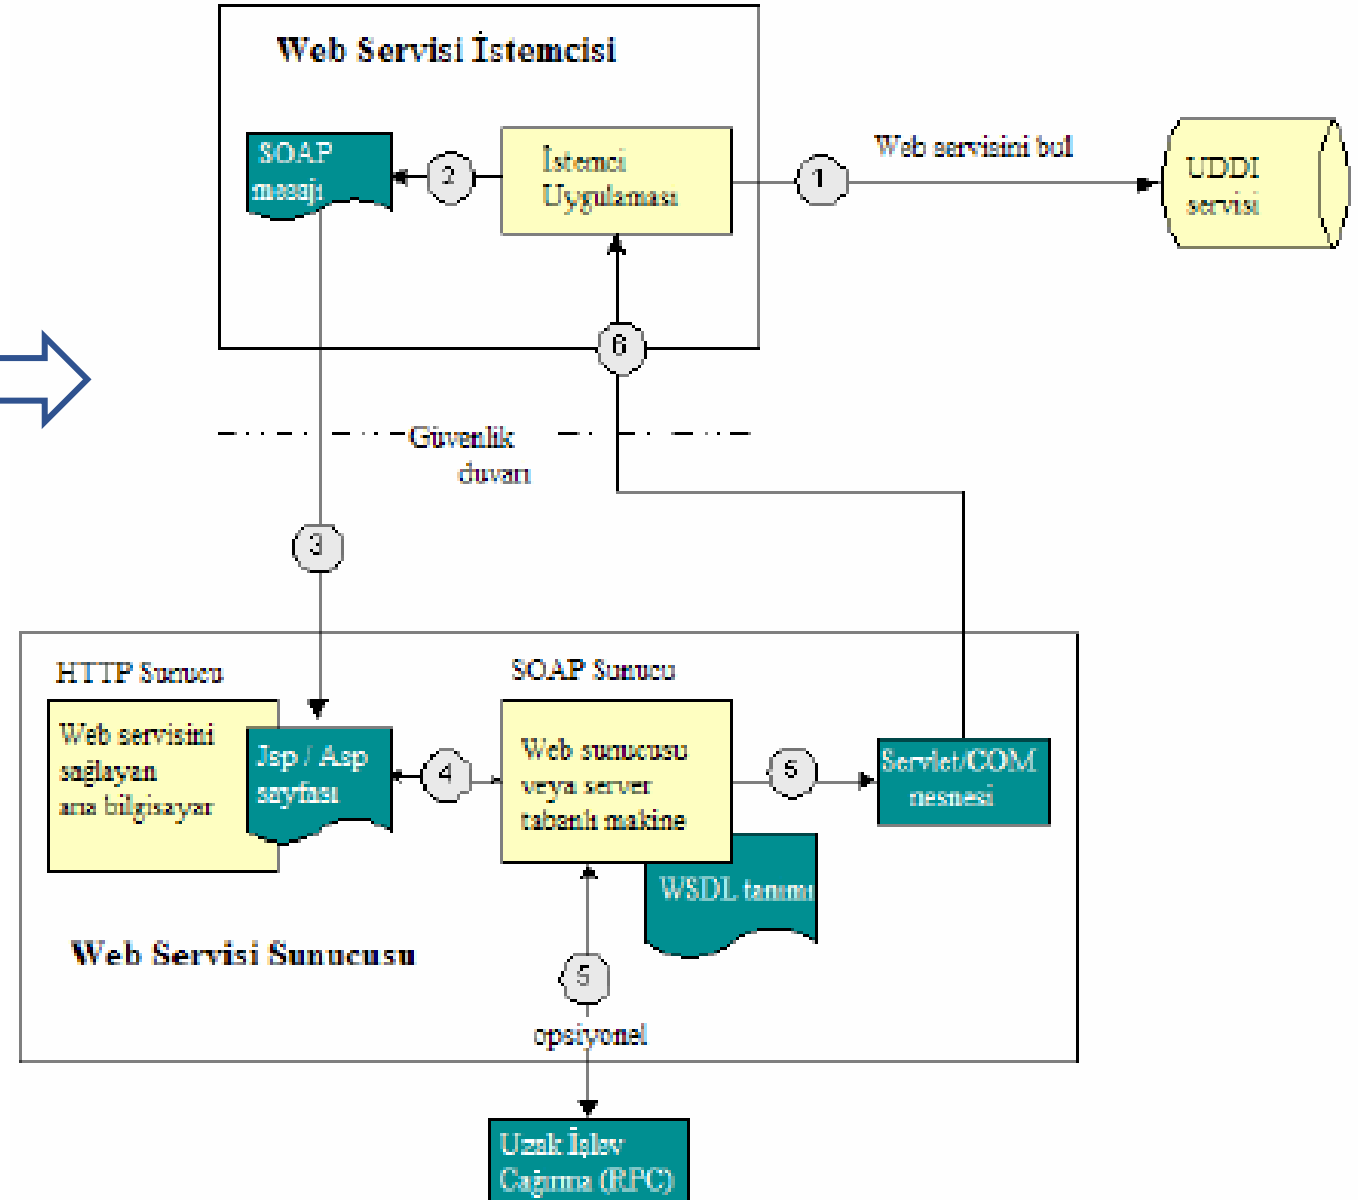 Web Servisi İstemcisi
SOAP
mesajı
2
İstemci
Uygulaması
1
Web servisini bul
UDDI
servisi
6
Güvenlik
duvarı
3
HTTP Sunucu
SOAP Sunucu
Web servisini
sağlayan
ana bilgisayar
Jsp / Asp
sayfası
4
Web sunucusu
veya server
tabanlı makine
5
Servlet/COM
nesnesi
WSDL tanımı
Web Servisi Sunucusu
5
opsiyonel
Uzak İşlev
Çağırma (RPC)